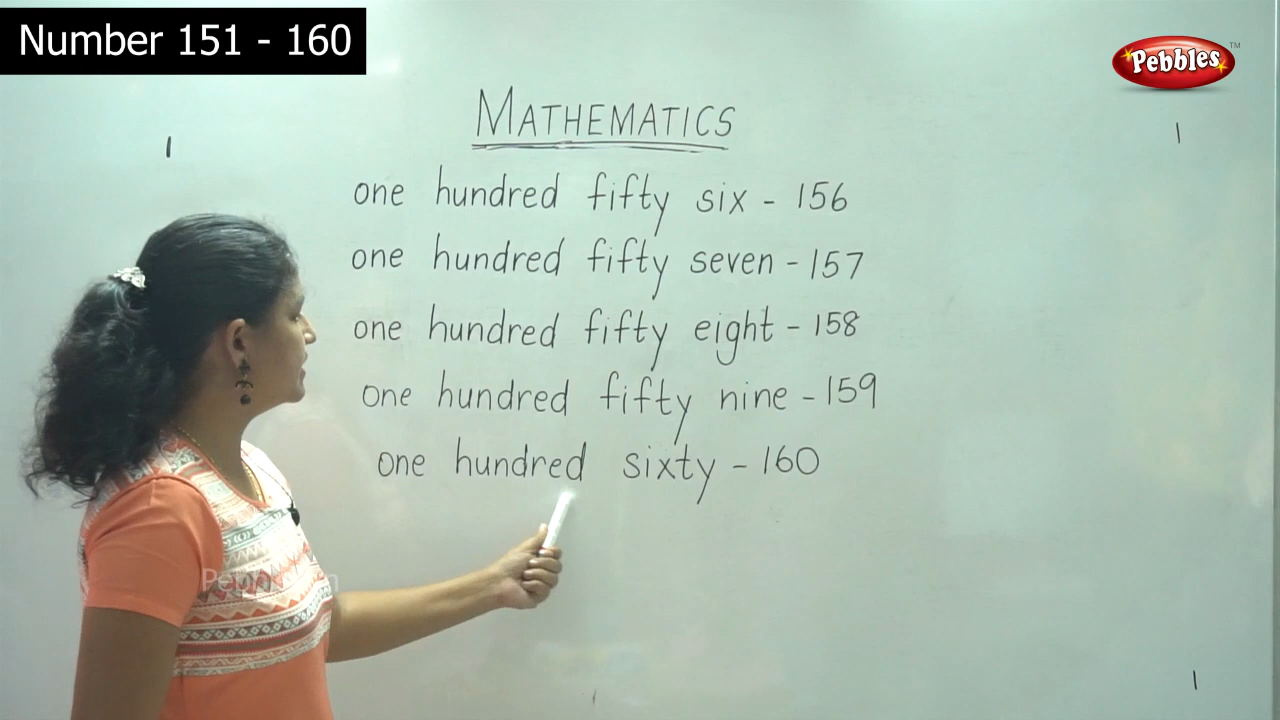 Number 151 - 160
Pebbles TM
MATHEMATICS
one hundred fifty six - 156
one hundred fifty seven - 157
one hundred fifty eight - 158
one hundred fifty nine - 159
one hundred sixty - 160